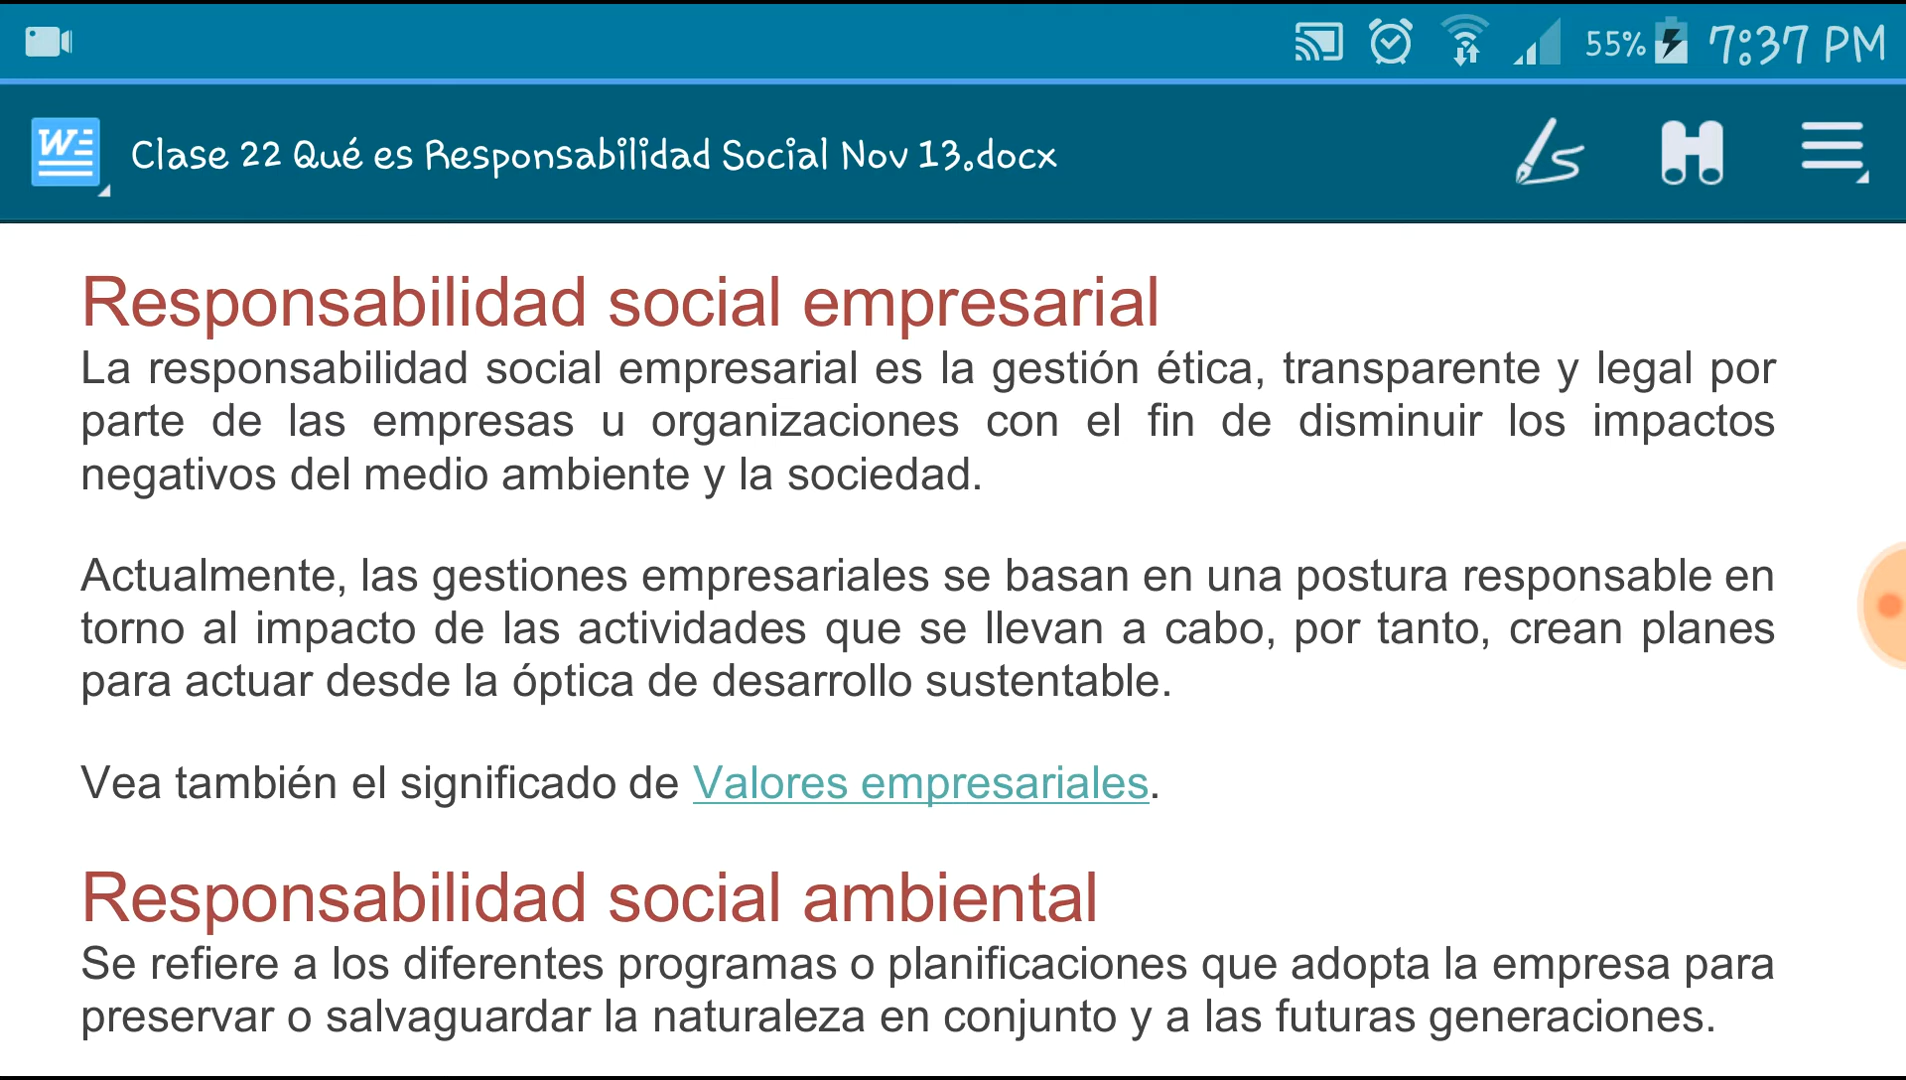 55% 7:37 PM
W
Clase 22 Qué es Responsabilidad Social Nov 13.docx
Responsabilidad social empresarial
La responsabilidad social empresarial es la gestión ética, transparente y legal por
parte de las empresas u organizaciones con el fin de disminuir los impactos
negativos del medio ambiente y la sociedad.
Actualmente, las gestiones empresariales se basan en una postura responsable en
torno al impacto de las actividades que se llevan a cabo, por tanto, crean planes
para actuar desde la óptica de desarrollo sustentable.
Vea también el significado de Valores empresariales.
Responsabilidad social ambiental
Se refiere a los diferentes programas o planificaciones que adopta la empresa para
preservar o salvaguardar la naturaleza en conjunto y a las futuras generaciones.